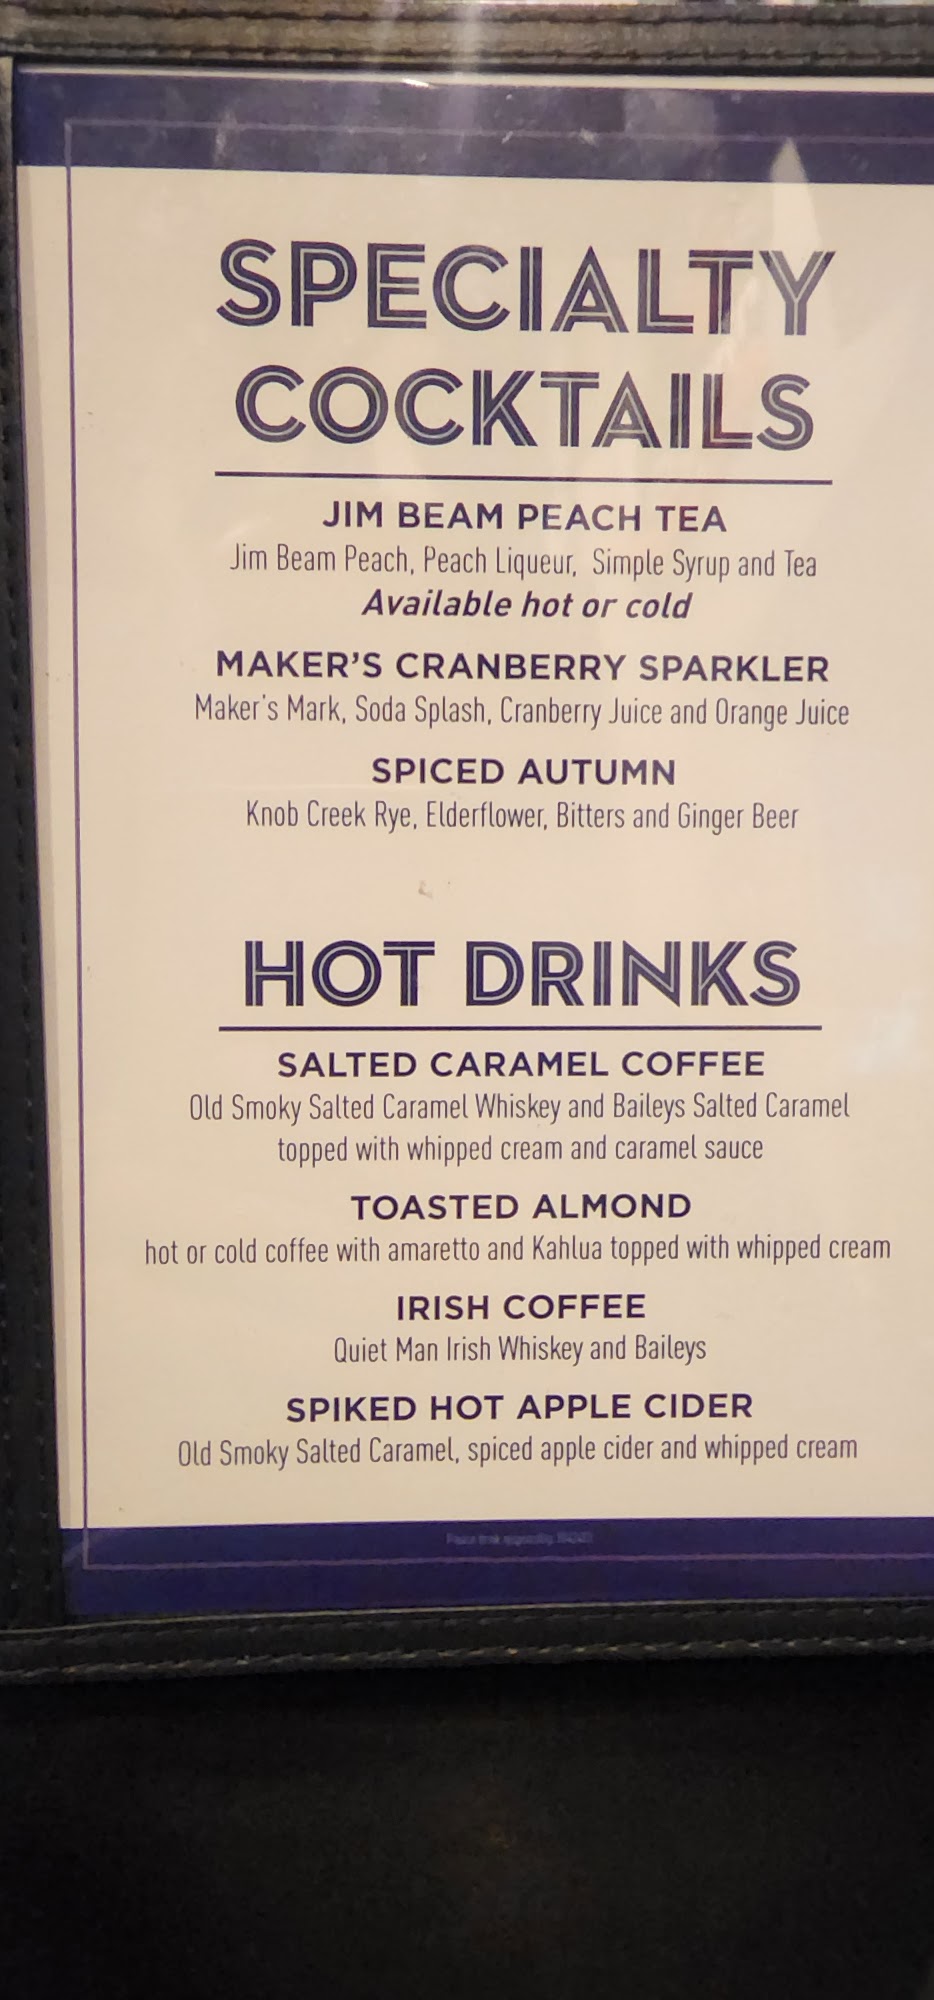 SPECIALTY
COCKTAILS
JIM BEAM PEACH TEA
Jim Beam Peach, Peach Liqueur, Simple Syrup and Tea
Available hot or cold
MAKER'S CRANBERRY SPARKLER
Maker's Mark, Soda Splash, Cranberry Juice and Orange Juice
SPICED AUTUMN
Knob Creek Rye, Elderflower, Bitters and Ginger Beer
HOT DRINKS
SALTED CARAMEL COFFEE
Old Smoky Salted Caramel Whiskey and Baileys Salted Caramel
topped with whipped cream and caramel sauce
TOASTED ALMOND
hot or cold coffee with amaretto and Kahlua topped with whipped cream
IRISH COFFEE
Quiet Man Irish Whiskey and Baileys
SPIKED HOT APPLE CIDER
Old Smoky Salted Caramel, spiced apple cider and whipped cream